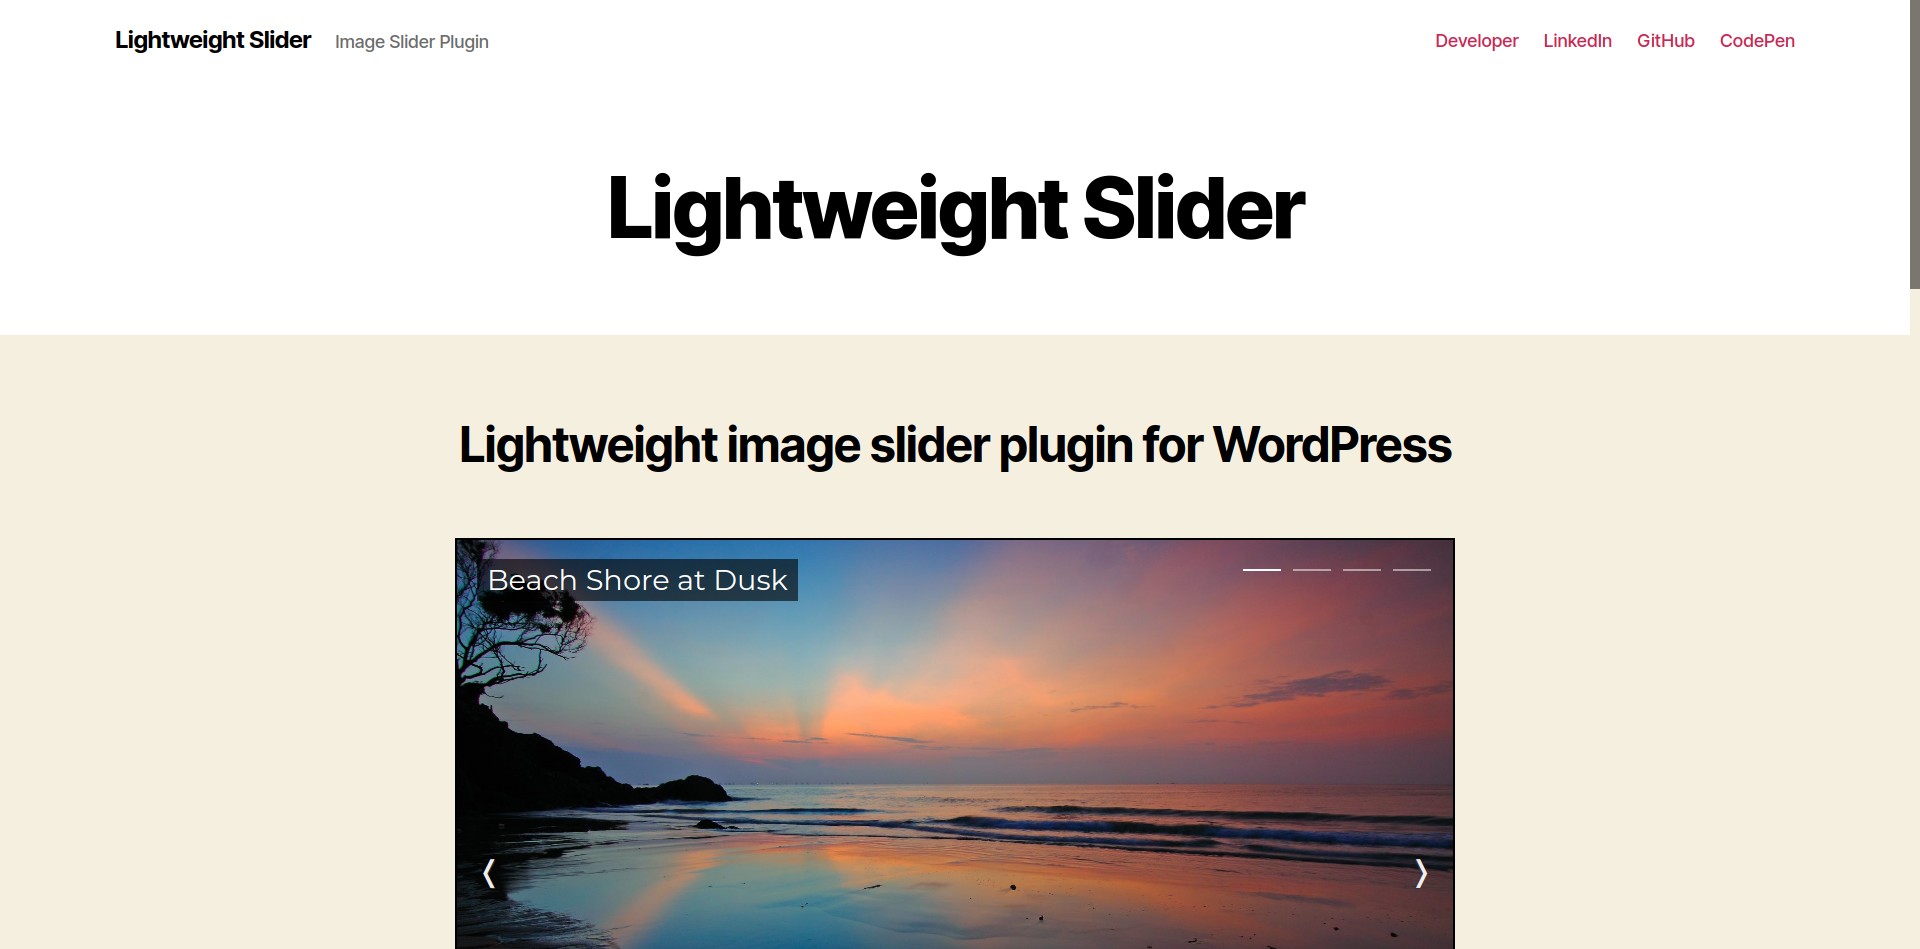 Lightweight Slider Image Slider Plugin Developer LinkedIn GitHub CodePen
Lightweight Slider
Lightweight image slider plugin for WordPress
Beach Shore at Dusk